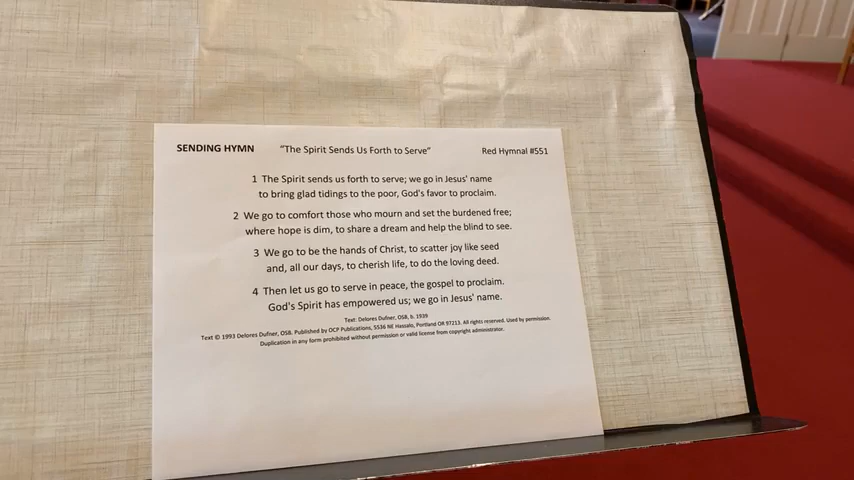 SENDING HYMN "The Spirit Sends Us Forth to Serve" Red Hymnal #551
1 The Spirit sends us forth to serve; we go in Jesus' name
to bring glad tidings to the poor, God's favor to proclaim.
2 We go to comfort those who mourn and set the burdened free;
where hope is dim, to share a dream and help the blind to see.
3 We go to be the hands of Christ, to scatter joy like seed
and, all our days, to cherish life, to do the loving deed.
4 Then let us go to serve in peace, the gospel to proclaim.
God's Spirit has empowered us; we go in Jesus' name.
Text: Delores Dufner, OSB, b. 1939
Text © 1993 Delores Dufner, OSB. Published by OCP Publications, 5536 NE Hassalo, Portland OR 97213. All rights reserved. Used by permission.
Duplication in any form prohibited without permission or valid license from copyright administrator.